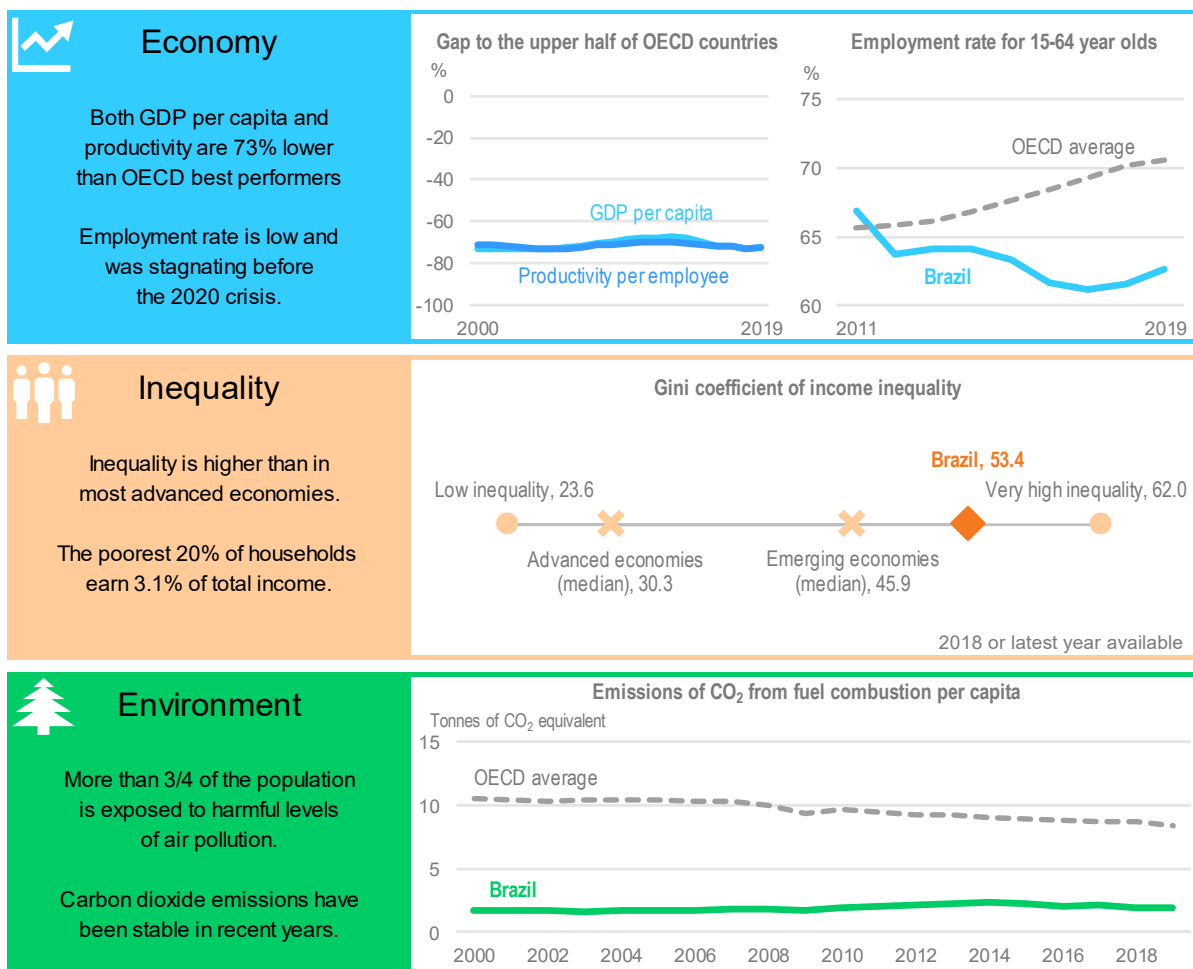 Economy
Both GDP per capita and
productivity are 73% lower
than OECD best performers
Employment rate is low and
was stagnating before
the 2020 crisis.
Gap to the upper half of OECD countries
%
0
-20
-40
-60
-80
-100
GDP per capita
Productivity per employee
2000 2019
Employment rate for 15-64 year olds
%
75
70
65
60
OECD average
Brazil
2011 2019
Inequality
Inequality is higher than in
most advanced economies.
The poorest 20% of households
earn 3.1% of total income.
Gini coefficient of income inequality
Brazil, 53.4
Low inequality, 23.6
Very high inequality, 62.0
Advanced economies
(median), 30.3
Emerging economies
(median), 45.9
2018 or latest year available
Environment
More than 3/4 of the population
is exposed to harmful levels
of air pollution.
Carbon dioxide emissions have
been stable in recent years.
Emissions of CO₂ from fuel combustion per capita
Tonnes of CO₂ equivalent
15
10
5
0
OECD average
Brazil
2000 2002 2004 2006 2008 2010 2012 2014 2016 2018